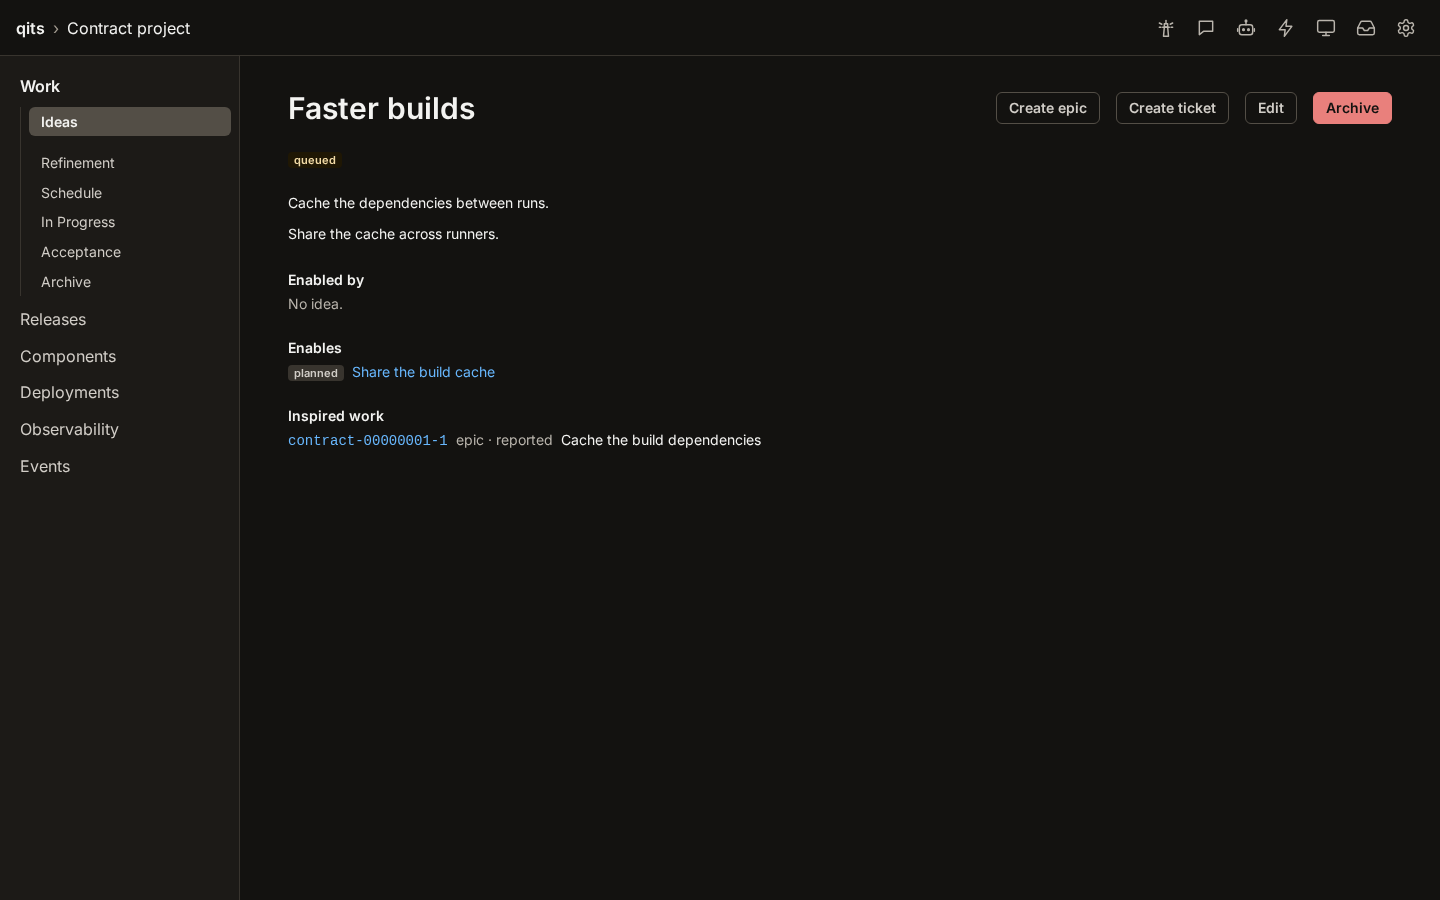 qits › Contract project
Work
Ideas
Refinement
Schedule
In Progress
Acceptance
Archive
Releases
Components
Deployments
Observability
Events
Faster builds
Create epic
Create ticket
Edit
Archive
queued
Cache the dependencies between runs.
Share the cache across runners.
Enabled by
No idea.
Enables
planned Share the build cache
Inspired work
contract-00000001-1 epic · reported Cache the build dependencies